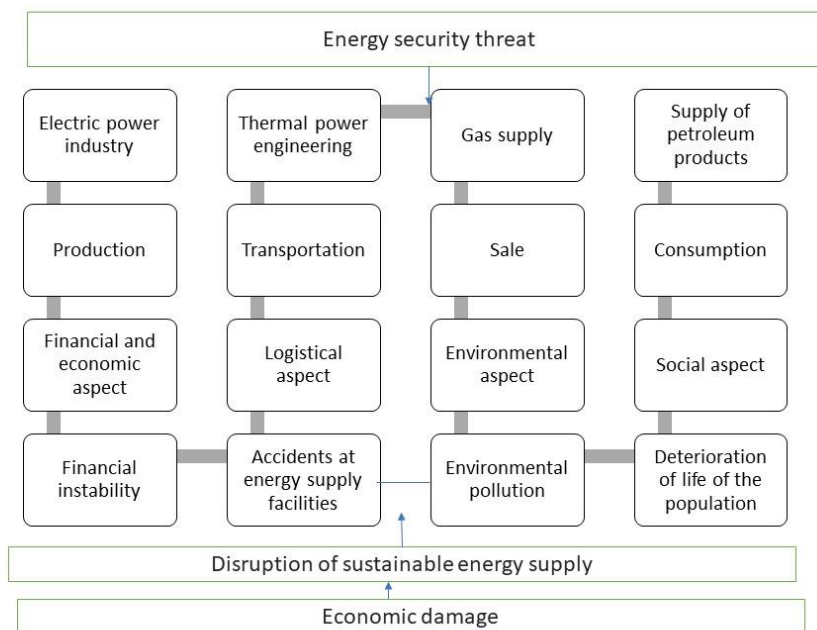 Energy security threat
Electric power
industry
Thermal power
engineering
Gas supply
Supply of
petroleum
products
Production
Transportation
Sale
Consumption
Financial and
economic
aspect
Logistical
aspect
Environmental
aspect
Social aspect
Financial
instability
Accidents at
energy supply
facilities
Environmental
pollution
Deterioration
of life of the
population
Disruption of sustainable energy supply
Economic damage